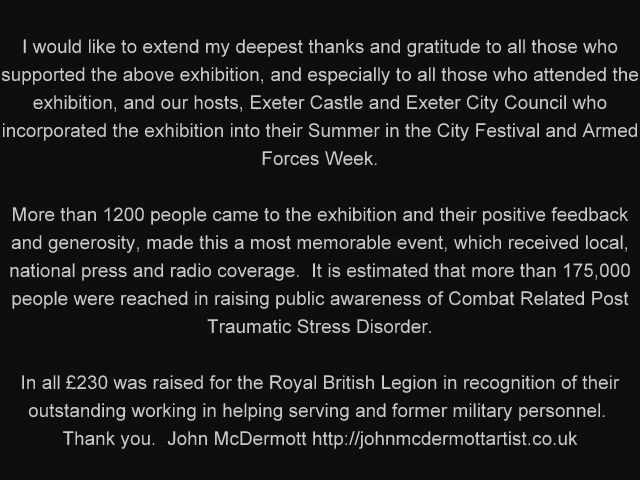 I would like to extend my deepest thanks and gratitude to all those who
supported the above exhibition, and especially to all those who attended the
exhibition, and our hosts, Exeter Castle and Exeter City Council who
incorporated the exhibition into their Summer in the City Festival and Armed
Forces Week.
More than 1200 people came to the exhibition and their positive feedback
and generosity, made this a most memorable event, which received local,
national press and radio coverage.  It is estimated that more than 175,000
people were reached in raising public awareness of Combat Related Post
Traumatic Stress Disorder.
In all £230 was raised for the Royal British Legion in recognition of their
outstanding working in helping serving and former military personnel.
Thank you.  John McDermott http://johnmcdermottartist.co.uk